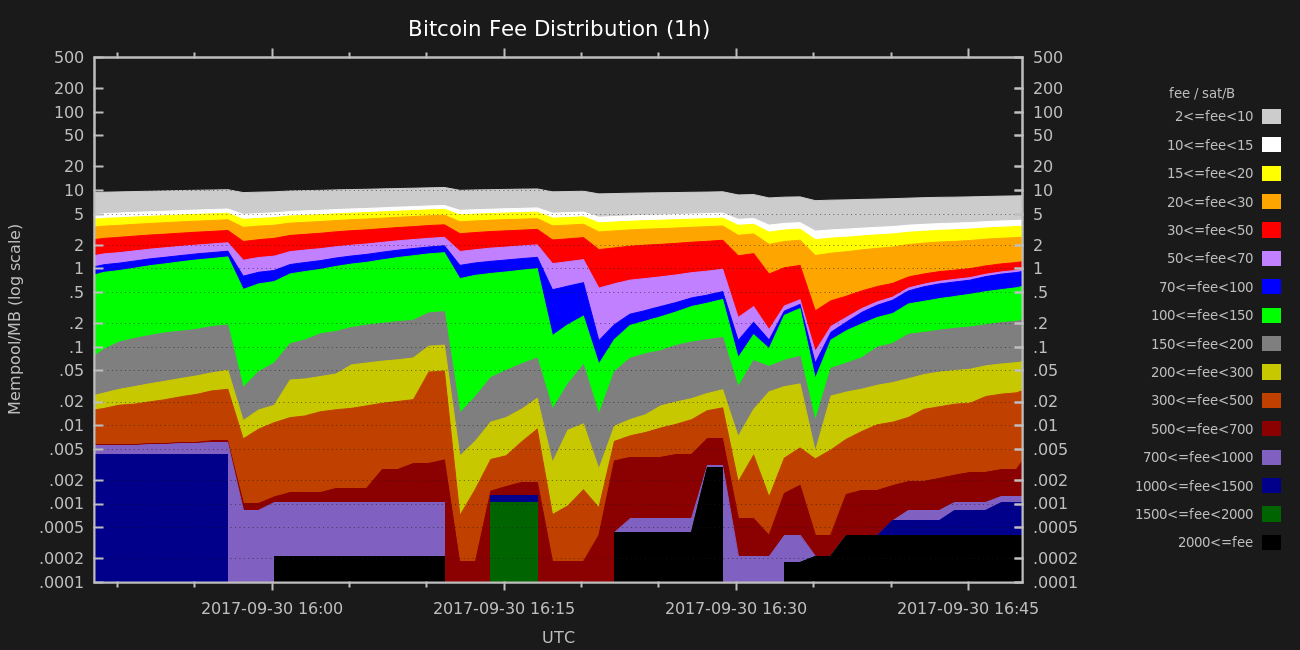 Bitcoin Fee Distribution (1h)
500
200
100
50
20
10
5
2
1
.5
.2
.1
.05
.02
.01
.005
.002
.001
.0005
.0002
.0001
Mempool/MB (log scale)
500
200
100
50
20
10
5
2
1
.5
.2
.1
.05
.02
.01
.005
.002
.001
.0005
.0002
.0001
2017-09-30 16:00
2017-09-30 16:15
2017-09-30 16:30
2017-09-30 16:45
UTC
fee / sat/B
2<=fee<10
10<=fee<15
15<=fee<20
20<=fee<30
30<=fee<50
50<=fee<70
70<=fee<100
100<=fee<150
150<=fee<200
200<=fee<300
300<=fee<500
500<=fee<700
700<=fee<1000
1000<=fee<1500
1500<=fee<2000
2000<=fee